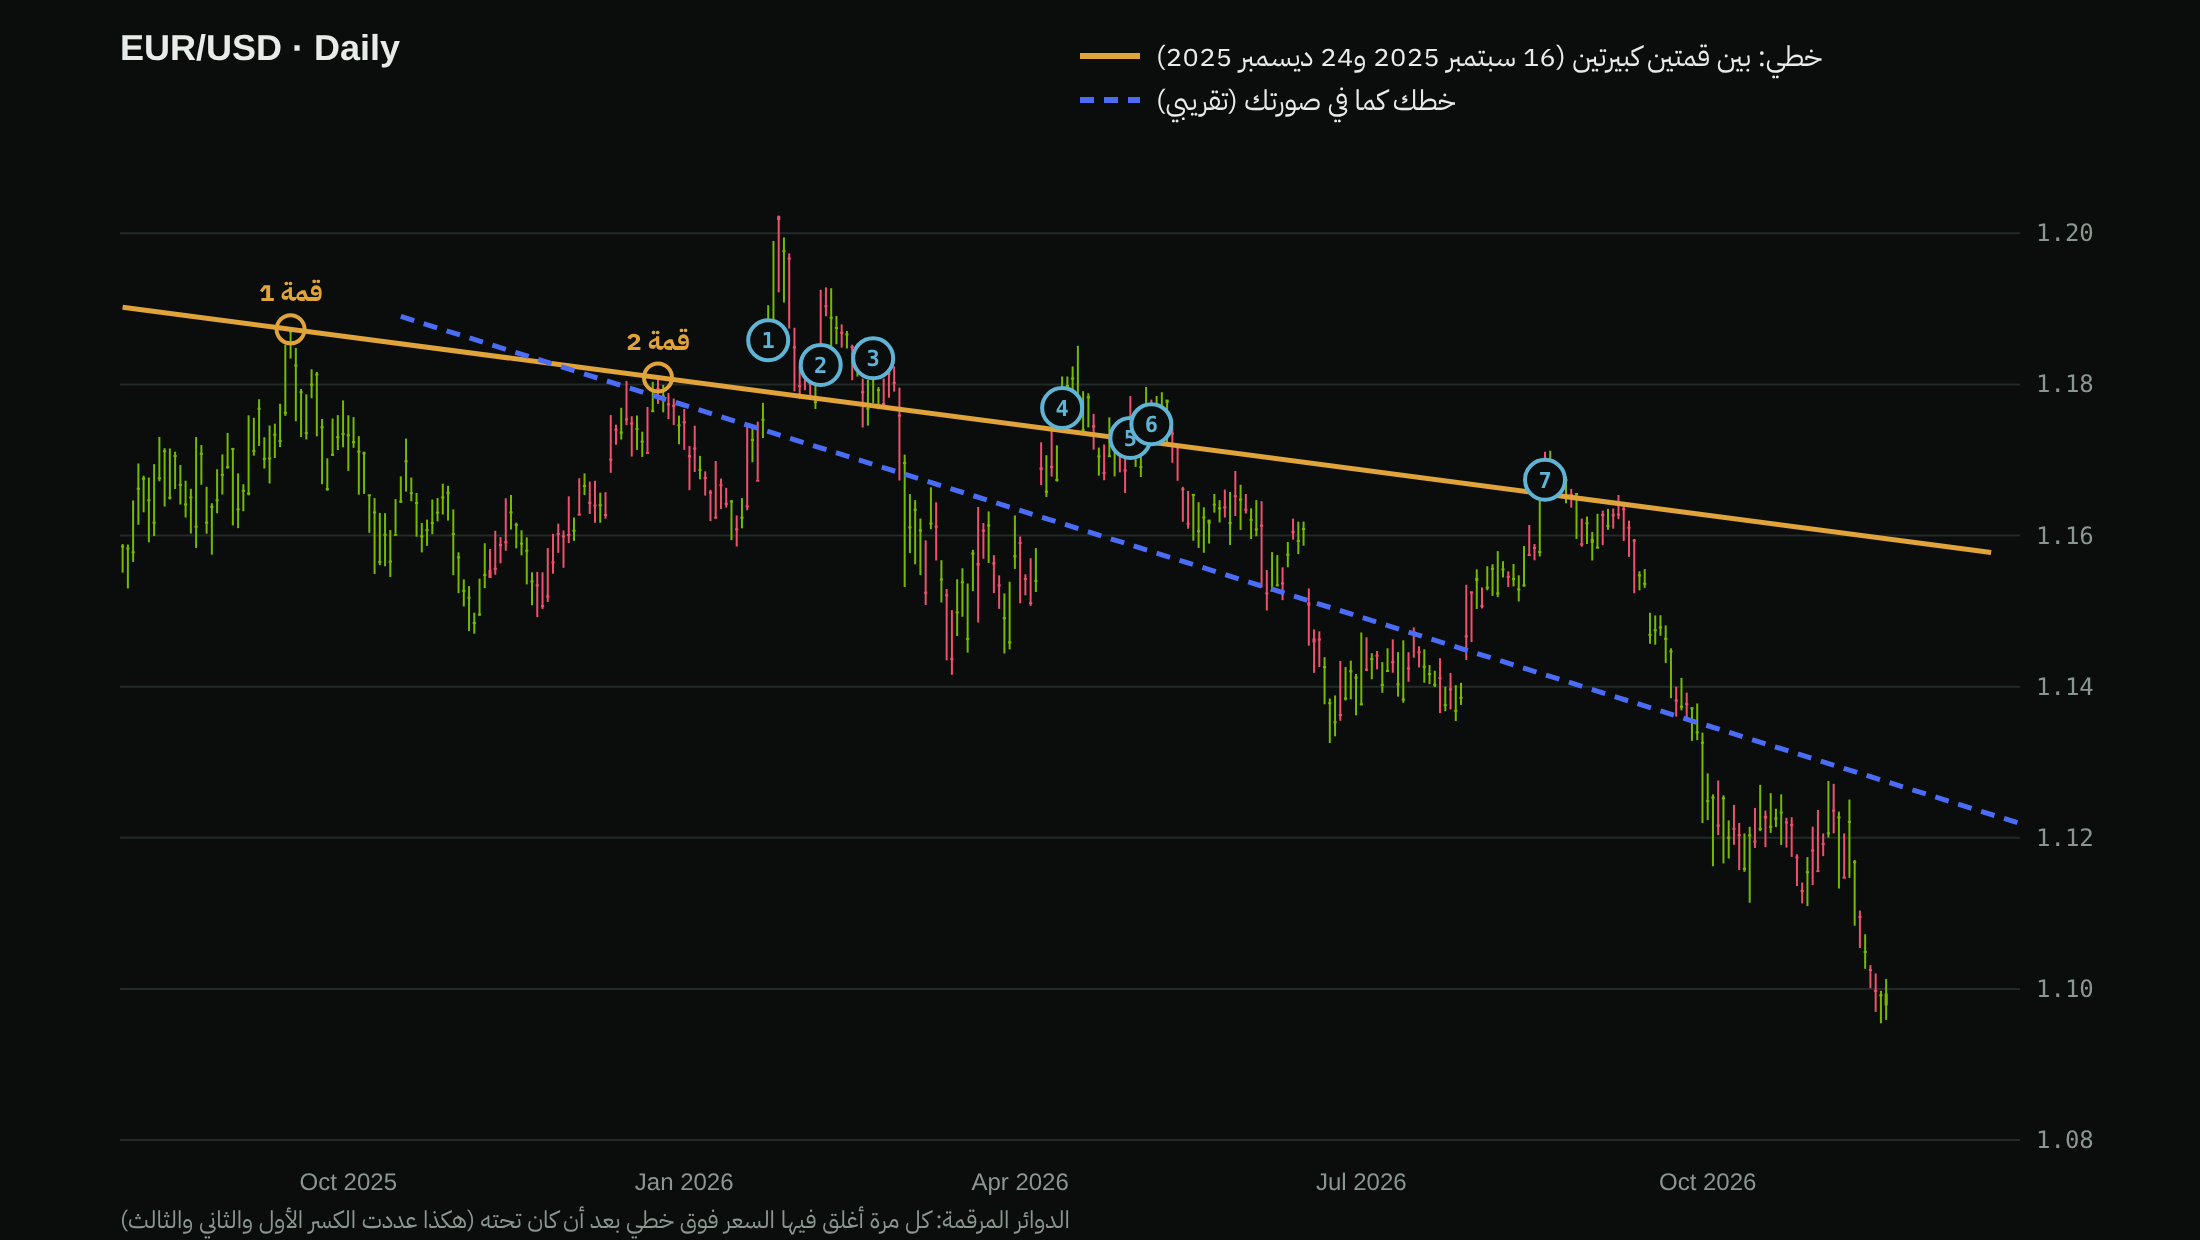 EUR/USD · Daily
خطي: بين قمتين كبيرتين (16 سبتمبر 2025 و24 ديسمبر 2025)
خطك كما في صورتك (تقريبي)
1.20
قمة 1
قمة 2
1
2
3
1.18
4
5
6
7
1.16
1.14
1.12
1.10
1.08
Oct 2025
Jan 2026
Apr 2026
Jul 2026
Oct 2026
الدوائر المرقمة: كل مرة أغلق فيها السعر فوق خطي بعد أن كان تحته (هكذا عددت الكسر الأول والثاني والثالث)